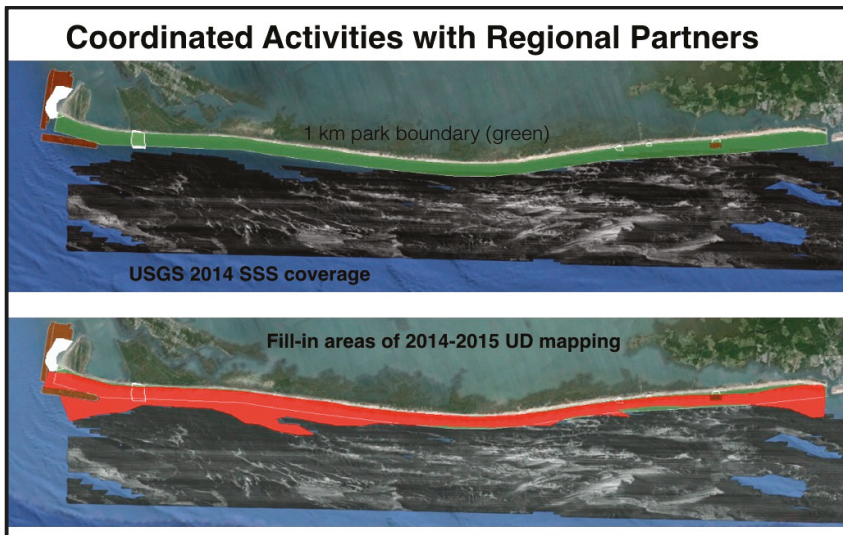 Coordinated Activities with Regional Partners
1 km park boundary (green)
USGS 2014 SSS coverage
Fill-in areas of 2014-2015 UD mapping